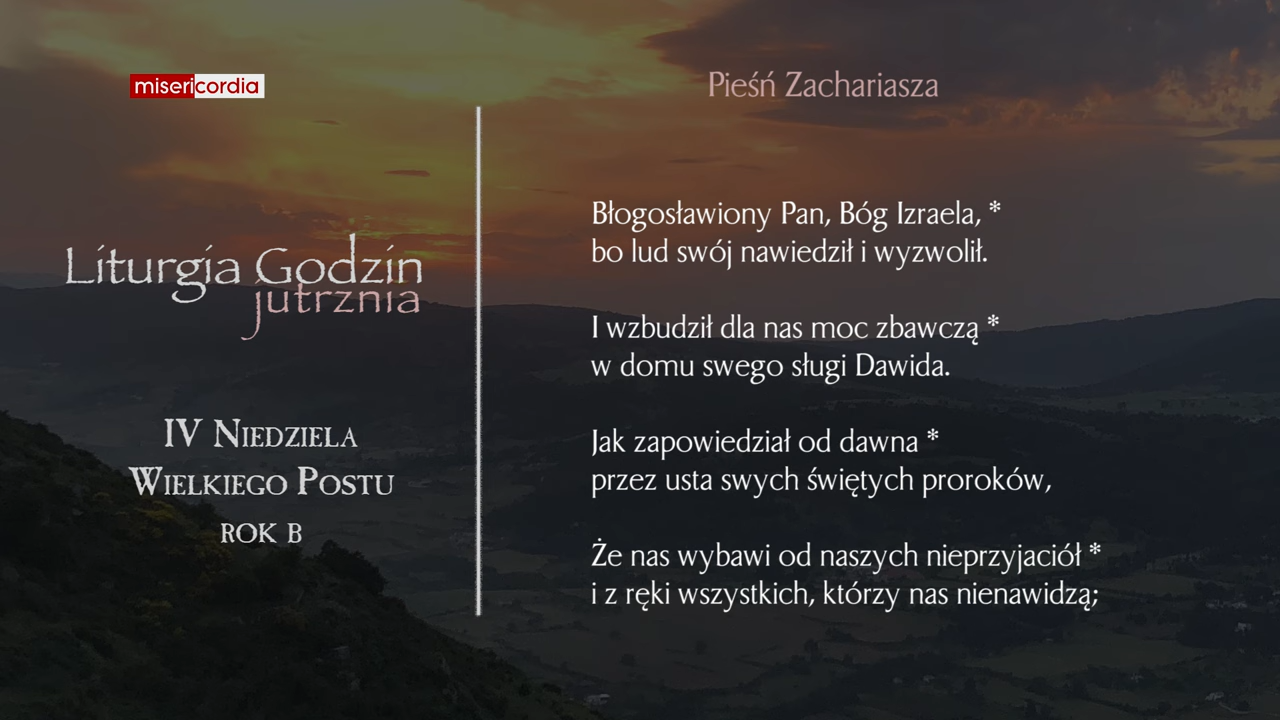 misericordia
Liturgia Godzin
jutrznia
IV Niedziela
Wielkiego Postu
rok B
Pieśń Zachariasza
Błogosławiony Pan, Bóg Izraela, *
bo lud swój nawiedził i wyzwolił.
I wzbudził dla nas moc zbawczą *
w domu swego sługi Dawida.
Jak zapowiedział od dawna *
przez usta swych świętych proroków,
Że nas wybawi od naszych nieprzyjaciół *
i z ręki wszystkich, którzy nas nienawidzą;